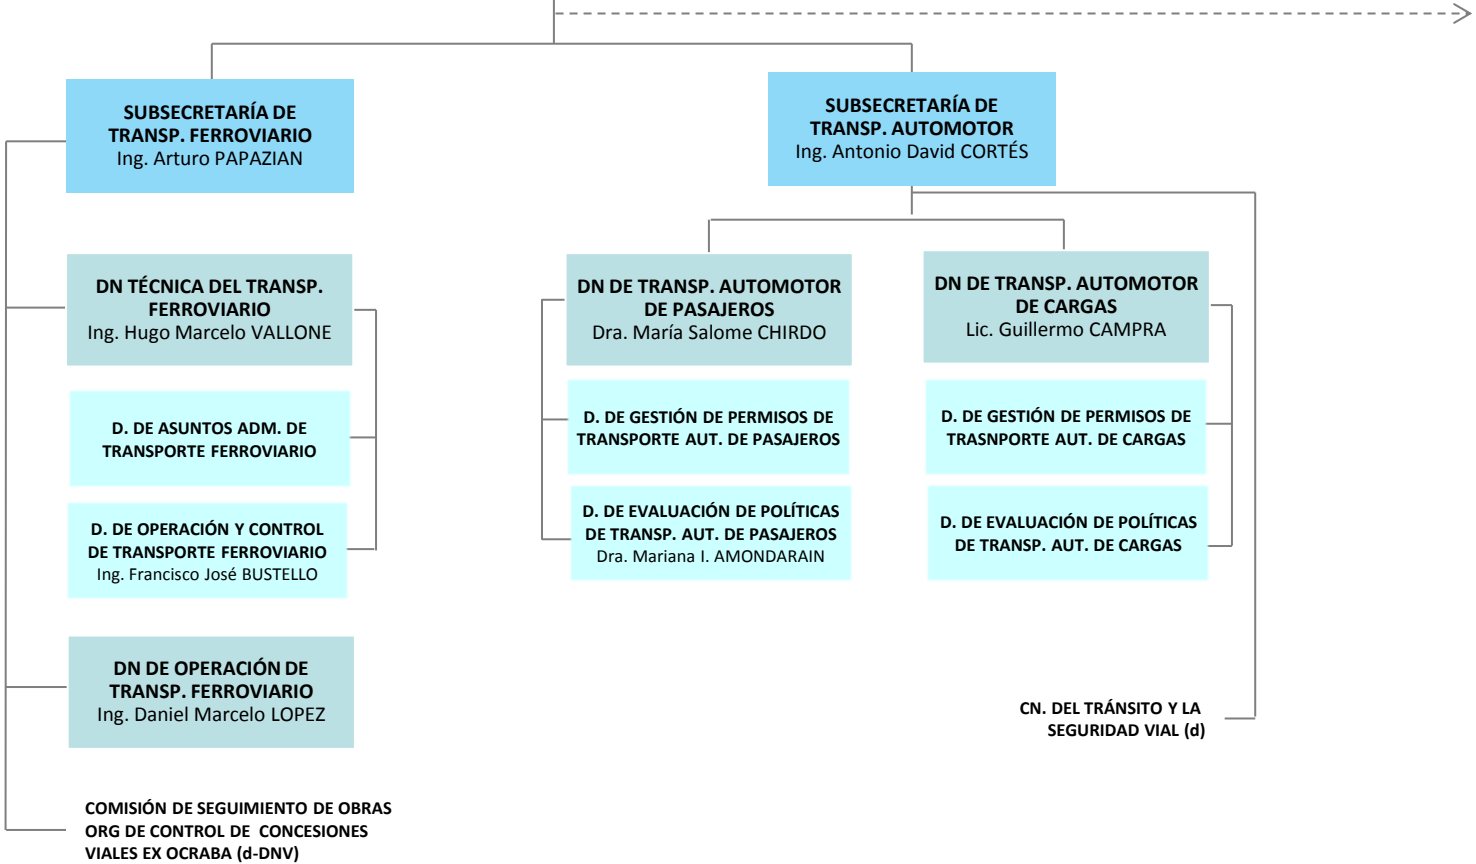 SUBSECRETARÍA DE
TRANSP. FERROVIARIO
Ing. Arturo PAPAZIAN
SUBSECRETARÍA DE
TRANSP. AUTOMOTOR
Ing. Antonio David CORTÉS
DN TÉCNICA DEL TRANSP.
FERROVIARIO
Ing. Hugo Marcelo VALLONE
DN DE TRANSP. AUTOMOTOR
DE PASAJEROS
Dra. María Salome CHIRDO
DN DE TRANSP. AUTOMOTOR
DE CARGAS
Lic. Guillermo CAMPRA
D. DE ASUNTOS ADM. DE
TRANSPORTE FERROVIARIO
D. DE GESTIÓN DE PERMISOS DE
TRANSPORTE AUT. DE PASAJEROS
D. DE GESTIÓN DE PERMISOS DE
TRASNPORTE AUT. DE CARGAS
D. DE OPERACIÓN Y CONTROL
DE TRANSPORTE FERROVIARIO
Ing. Francisco José BUSTELLO
D. DE EVALUACIÓN DE POLÍTICAS
DE TRANSP. AUT. DE PASAJEROS
Dra. Mariana I. AMONDARAIN
D. DE EVALUACIÓN DE POLÍTICAS
DE TRANSP. AUT. DE CARGAS
DN DE OPERACIÓN DE
TRANSP. FERROVIARIO
Ing. Daniel Marcelo LOPEZ
CN. DEL TRÁNSITO Y LA
SEGURIDAD VIAL (d)
COMISIÓN DE SEGUIMIENTO DE OBRAS
ORG DE CONTROL DE CONCESIONES
VIALES EX OCRABA (d-DNV)